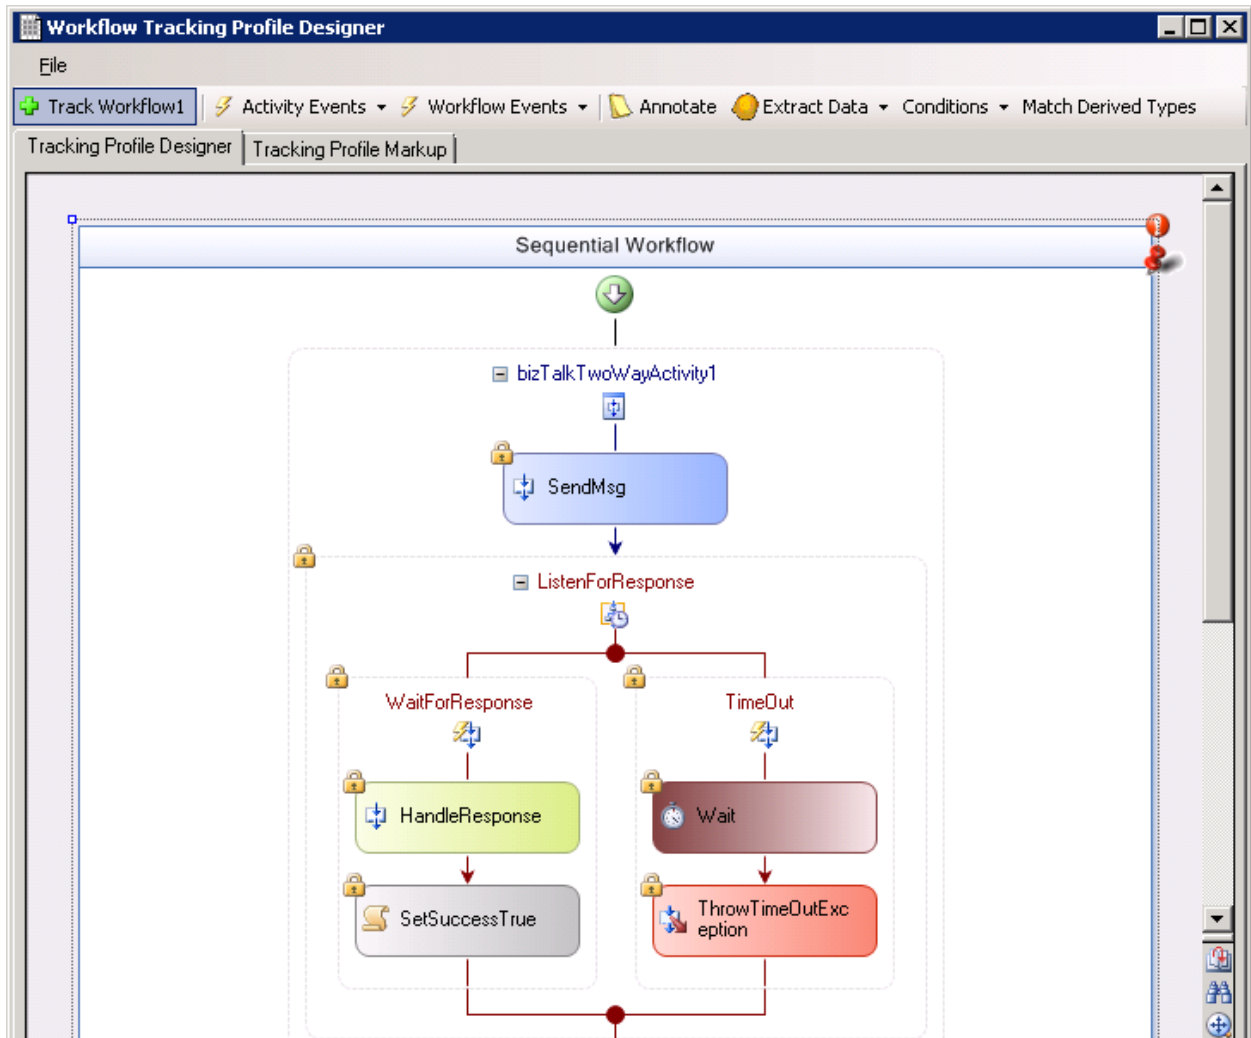 Workflow Tracking Profile Designer
File
Track Workflow1 Activity Events Workflow Events Annotate Extract Data Conditions Match Derived Types
Tracking Profile Designer Tracking Profile Markup
Sequential Workflow
bizTalkTwoWayActivity1
SendMsg
ListenForResponse
WaitForResponse TimeOut
HandleResponse Wait
SetSuccessTrue ThrowTimeOutExc
eption